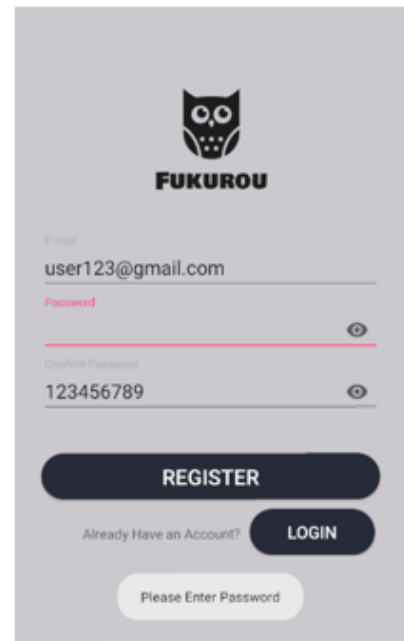 FUKUROU
E-mail
user123@gmail.com
Password
Confirm Password
123456789
REGISTER
Already Have an Account? LOGIN
Please Enter Password